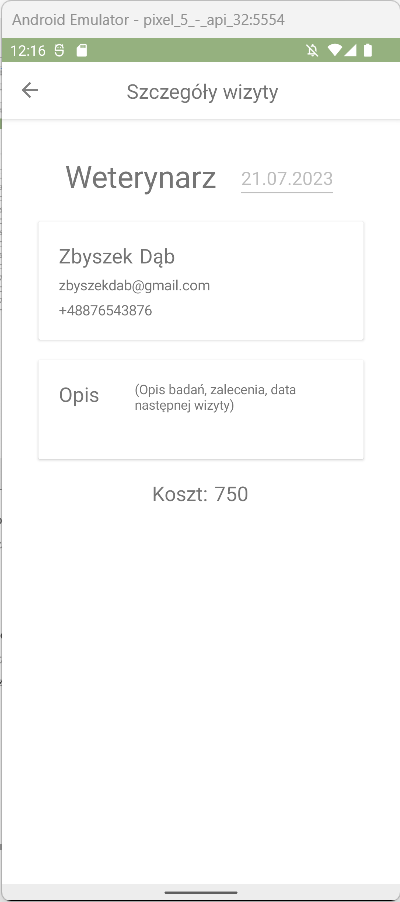 Android Emulator - pixel_5_-_api_32:5554
12:16
Szczegóły wizyty
Weterynarz 21.07.2023
Zbyszek Dąb
zbyszekdab@gmail.com
+48876543876
Opis (Opis badań, zalecenia, data
następnej wizyty)
Koszt: 750